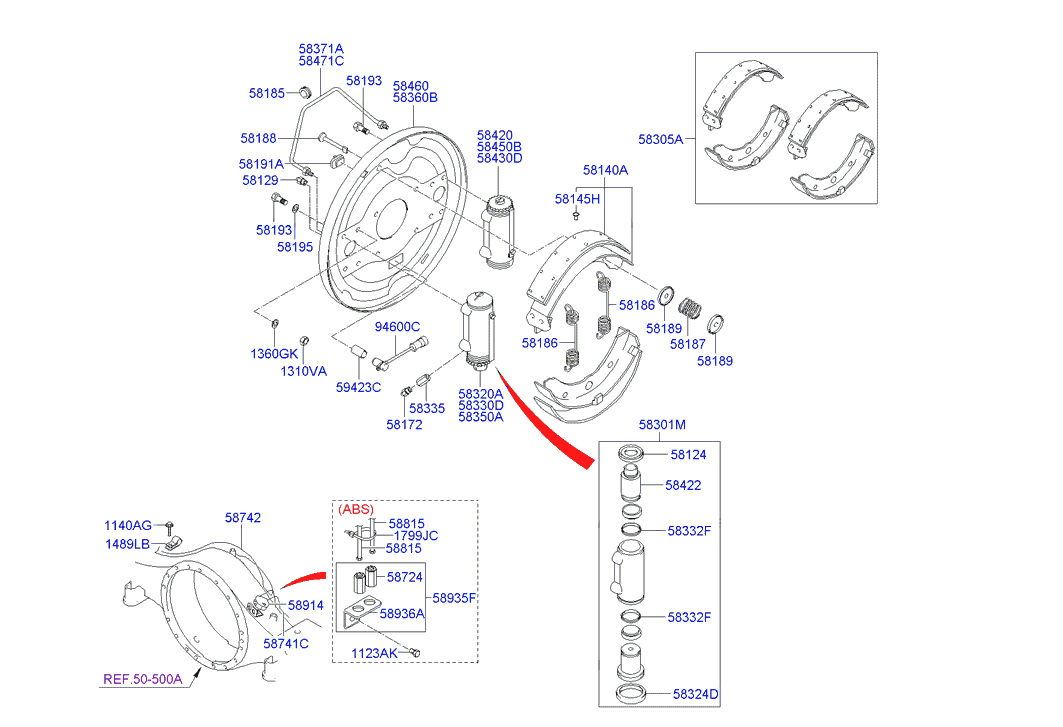 58371A
58471C
58185
58193
58460
58360B
58188
58191A
58129
58193
58195
58420
58450B
58430D
58140A
58145H
58305A
58186
58186
58189
58187
58189
1360GK
1310VA
94600C
59423C
58335
58172
58320A
58330D
58350A
58301M
58124
58422
58332F
58332F
58324D
1140AG
1489LB
58742
58914
58741C
REF.50-500A
(ABS)
58815
1799JC
58815
58724
58935F
58936A
1123AK